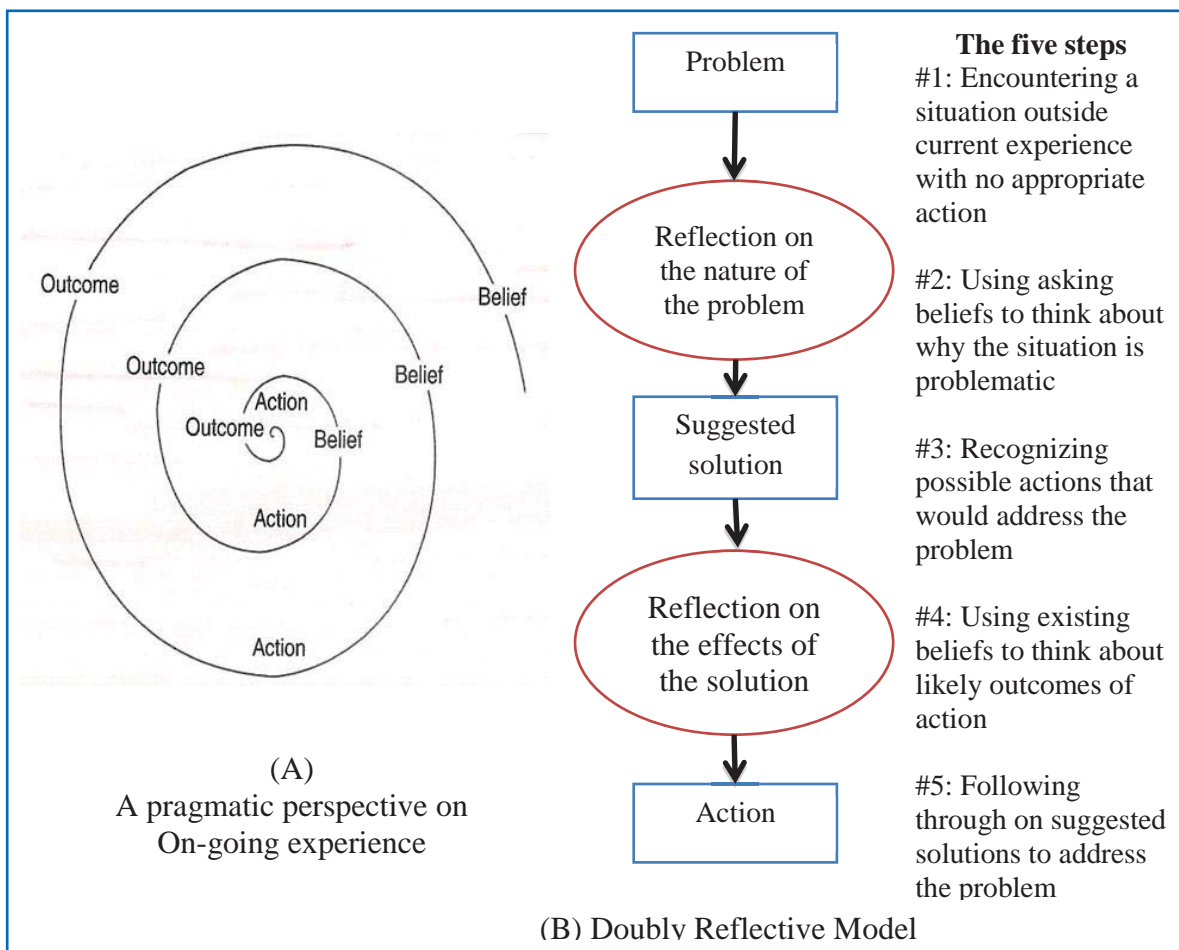 Outcome
Belief
Outcome
Belief
Action
Outcome
Belief
Action
Action
(A)
A pragmatic perspective on
On-going experience
Problem
Reflection on
the nature of
the problem
Suggested
solution
Reflection on
the effects of
the solution
Action
The five steps
#1: Encountering a
situation outside
current experience
with no appropriate
action
#2: Using asking
beliefs to think about
why the situation is
problematic
#3: Recognizing
possible actions that
would address the
problem
#4: Using existing
beliefs to think about
likely outcomes of
action
#5: Following
through on suggested
solutions to address
the problem
(B) Doubly Reflective Model